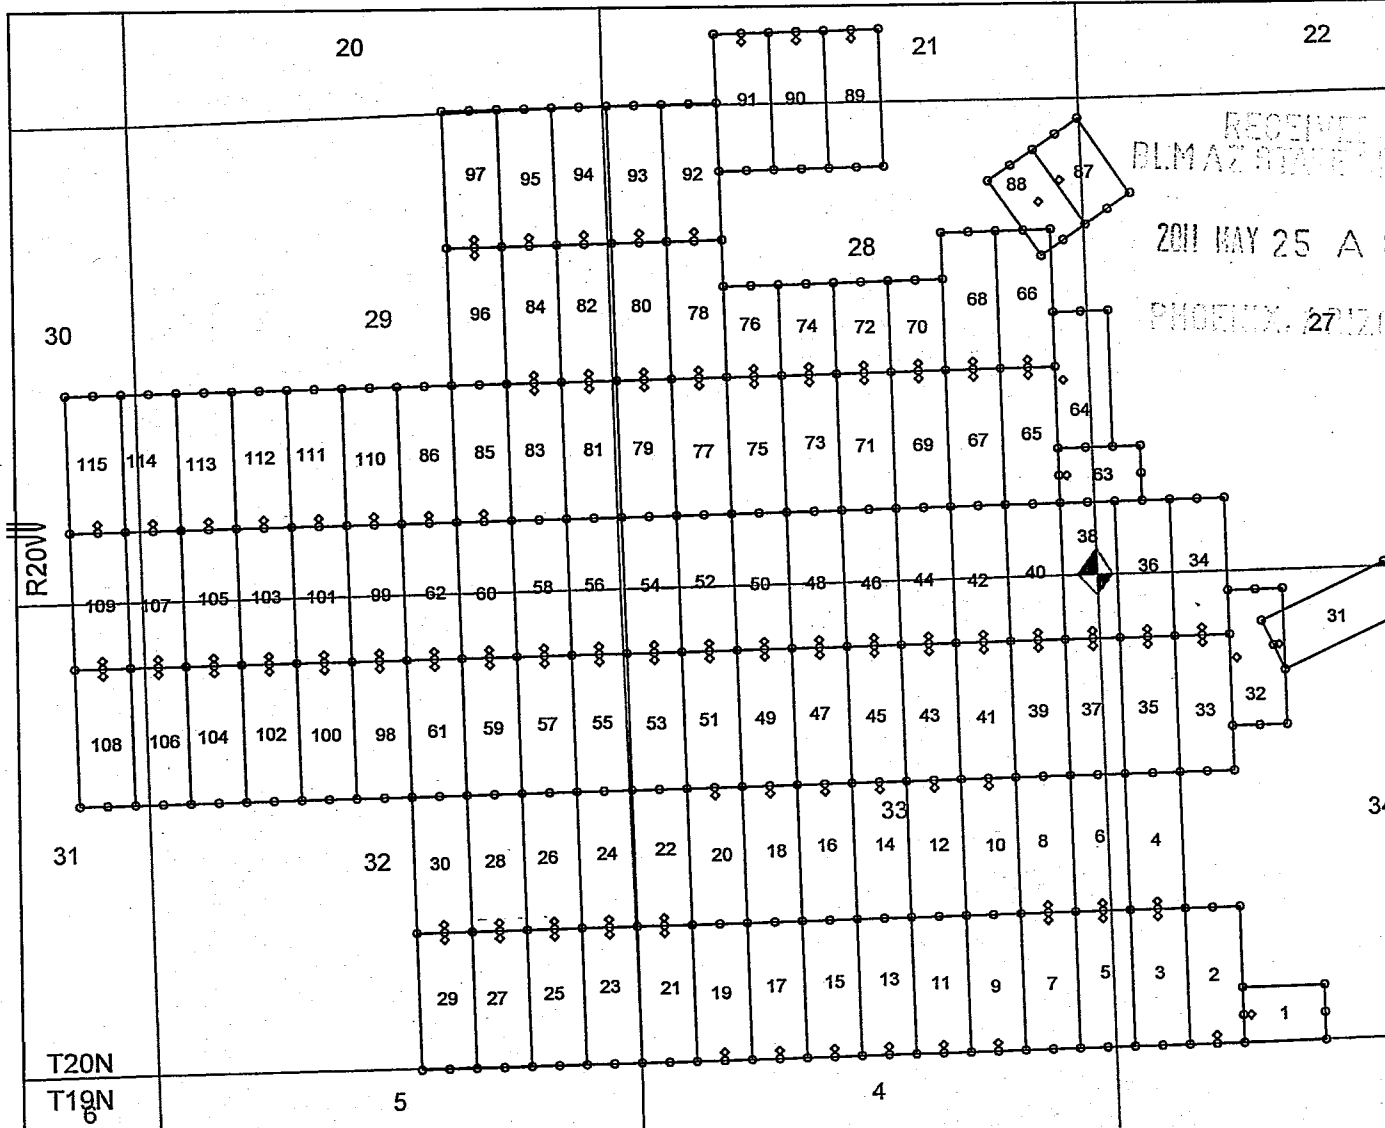 20 21 22
91 90 89
RECEIVED
97 95 94 93 92 88 87
BLM AZ STATE
28 2011 MAY 25 A
96 84 82 80 78 76 74 72 70 68 66
30 29 PHOENIX, 27
115 114 113 112 111 110 86 85 83 81 79 77 75 73 71 69 67 65 64
63
R20W
38
109 107 105 103 101 99 62 60 58 56 54 52 50 48 46 44 42 40 36 34
31
32
108 106 104 102 100 98 61 59 57 55 53 51 49 47 45 43 41 39 37 35 33
33 34
31 32 30 28 26 24 22 20 18 16 14 12 10 8 6 4
29 27 25 23 21 19 17 15 13 11 9 7 5 3 2
1
T20N
T19N
6 5 4